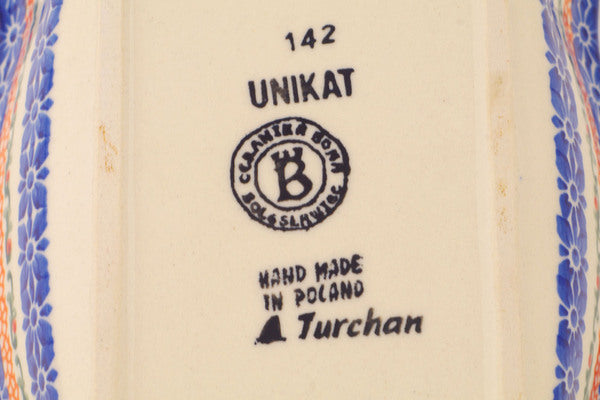 142
UNIKAT
CERAMIKA BONA
B
BOLESŁAWIEC
HAND MADE
IN POLAND
Turchan